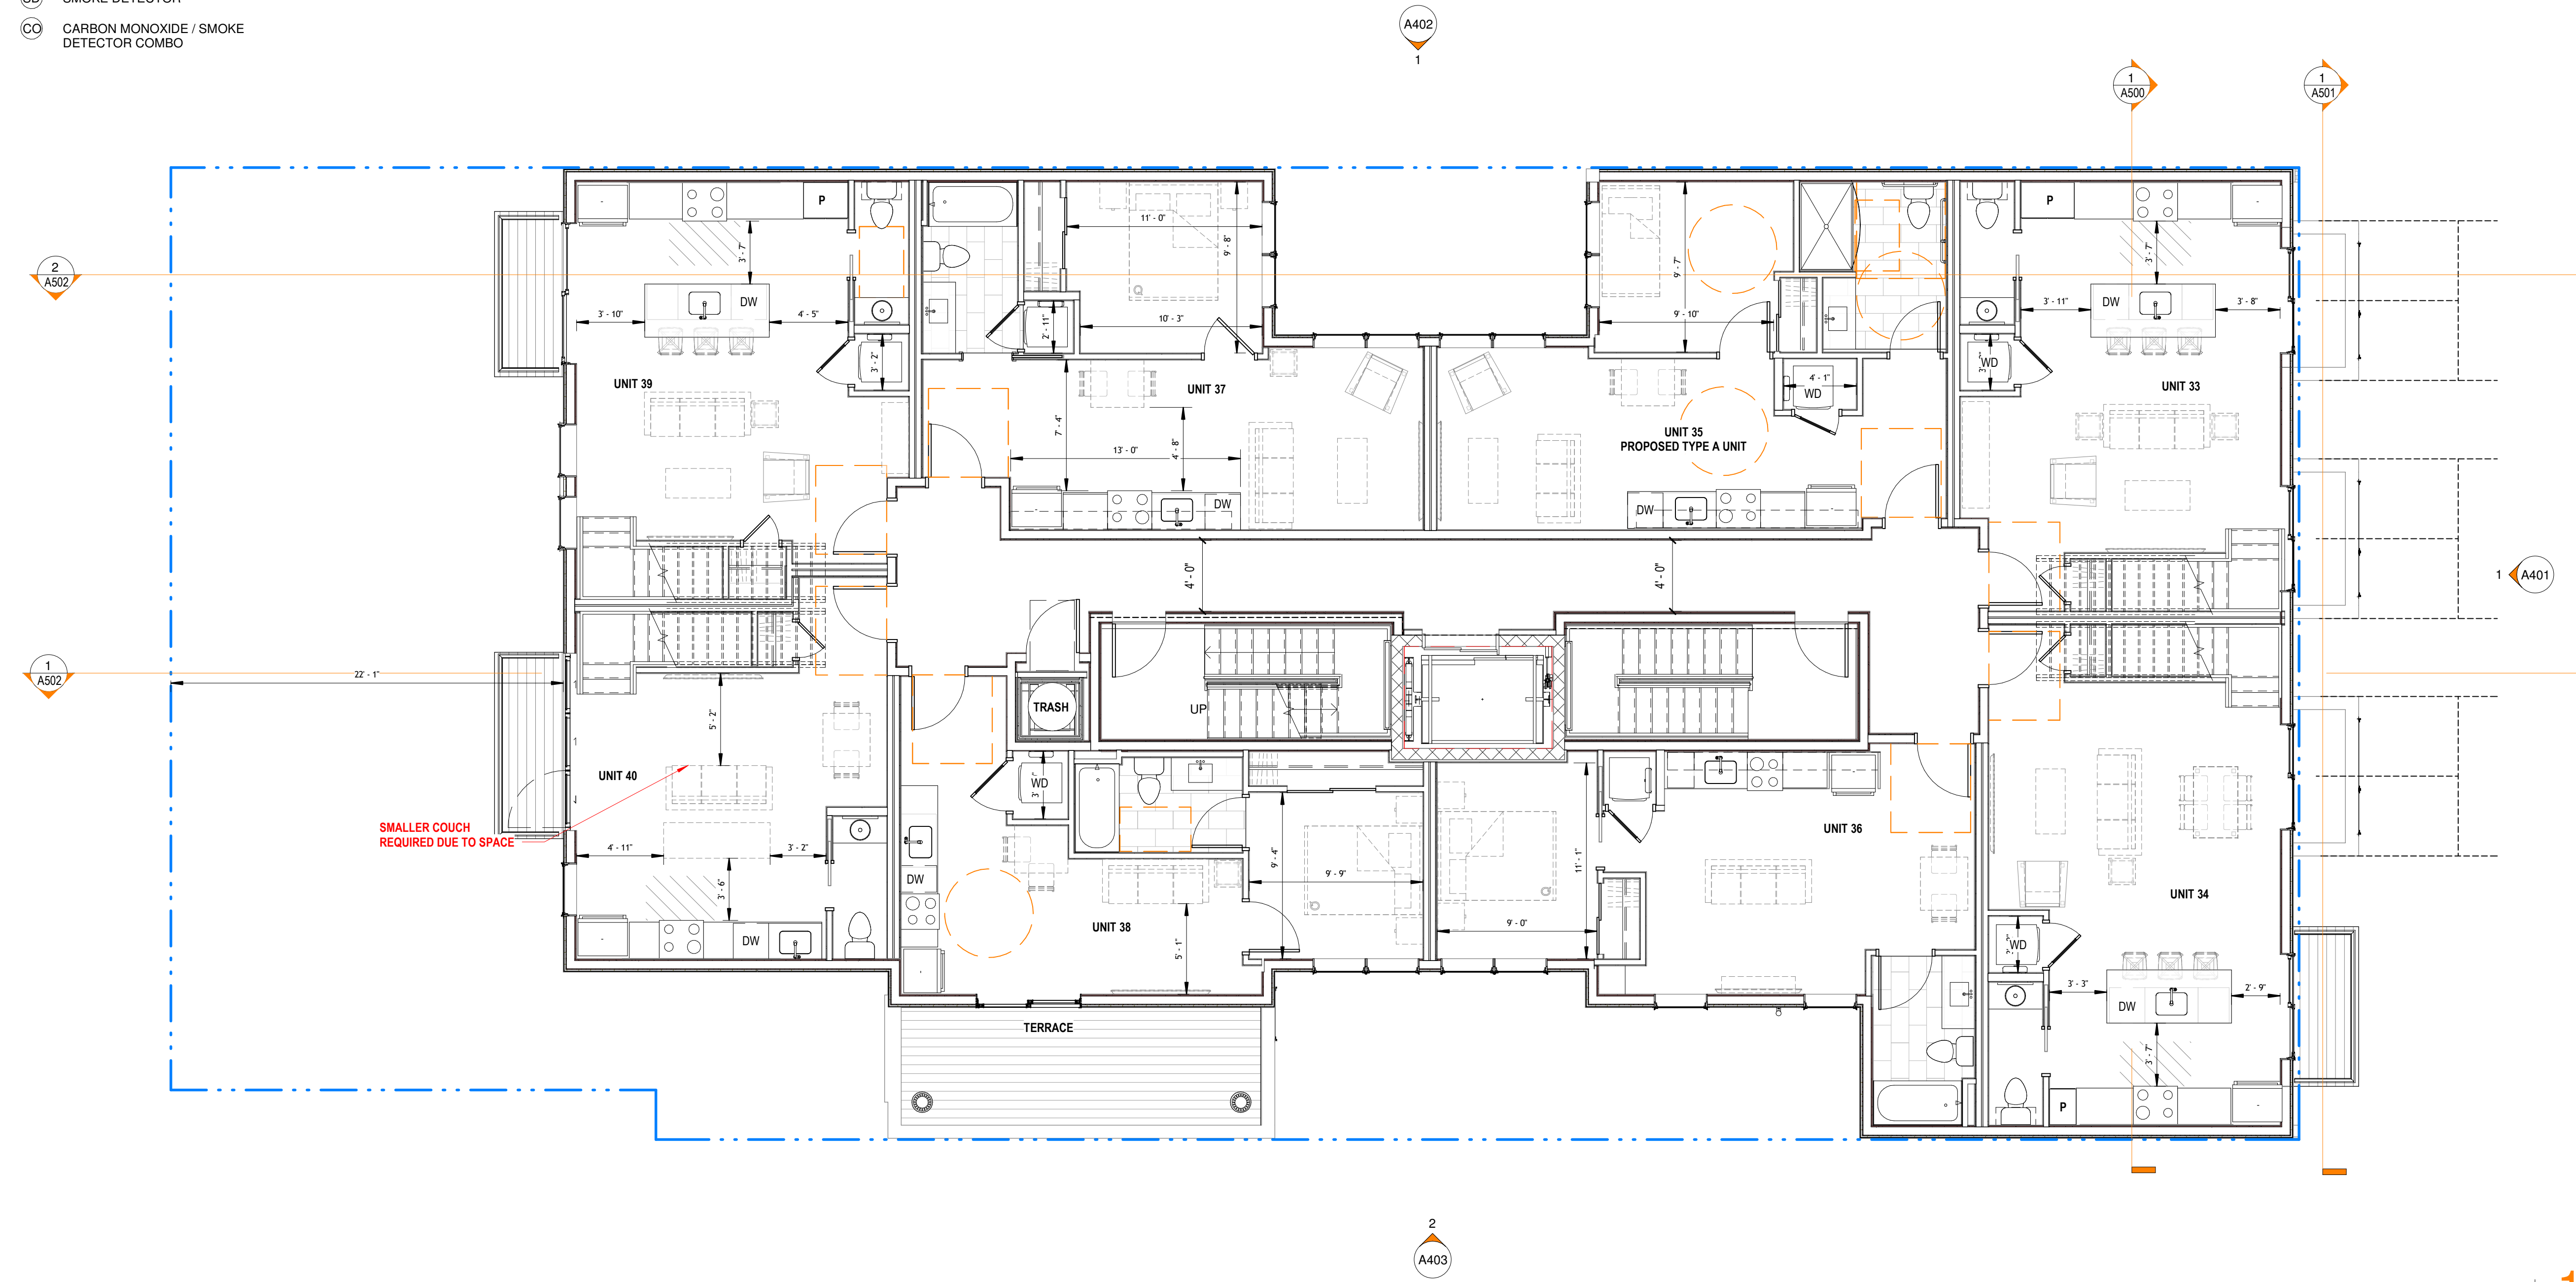 SMOKE DETECTOR
CO
CARBON MONOXIDE / SMOKE
DETECTOR COMBO
A402
1
1
A500
1
A501
P
11' - 0"
9' - 8"
9' - 7"
P
3' - 7"
3' - 7"
2
A502
DW
3' - 10"
4' - 5"
2' - 11"
10' - 3"
9' - 10"
3' - 11"
DW
3' - 8"
3' - 2"
WD
UNIT 39
UNIT 37
4' - 1"
WD
UNIT 33
7' - 4"
4' - 8"
13' - 0"
UNIT 35
PROPOSED TYPE A UNIT
DW
DW
4' - 0"
4' - 0"
1
A401
1
A502
22' - 1"
TRASH
UP
5' - 2"
UNIT 40
WD
SMALLER COUCH
REQUIRED DUE TO SPACE
4' - 11"
3' - 2"
3' - 6"
DW
DW
9' - 4"
9' - 9"
11' - 1"
UNIT 36
9' - 0"
UNIT 38
5' - 1"
UNIT 34
WD
3' - 3"
DW
2' - 9"
3' - 7"
P
TERRACE
2
A403